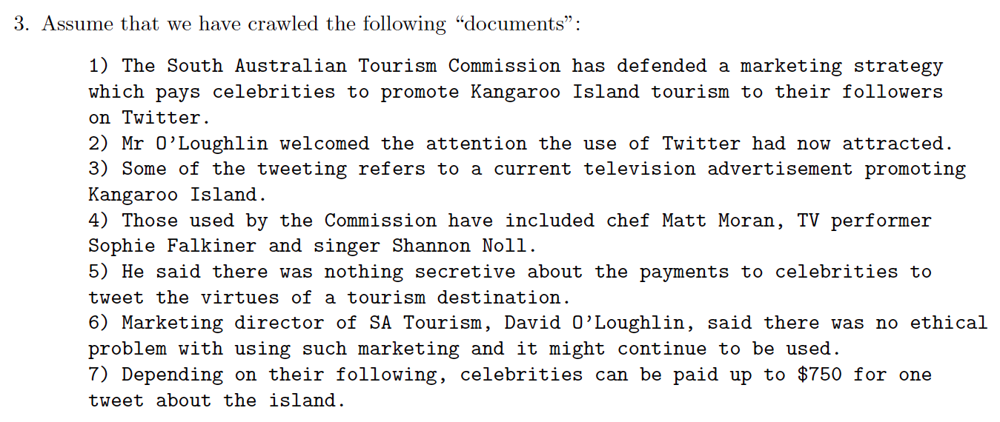 3. Assume that we have crawled the following “documents”:
1) The South Australian Tourism Commission has defended a marketing strategy
which pays celebrities to promote Kangaroo Island tourism to their followers
on Twitter.
2) Mr O’Loughlin welcomed the attention the use of Twitter had now attracted.
3) Some of the tweeting refers to a current television advertisement promoting
Kangaroo Island.
4) Those used by the Commission have included chef Matt Moran, TV performer
Sophie Falkiner and singer Shannon Noll.
5) He said there was nothing secretive about the payments to celebrities to
tweet the virtues of a tourism destination.
6) Marketing director of SA Tourism, David O’Loughlin, said there was no ethical
problem with using such marketing and it might continue to be used.
7) Depending on their following, celebrities can be paid up to $750 for one
tweet about the island.